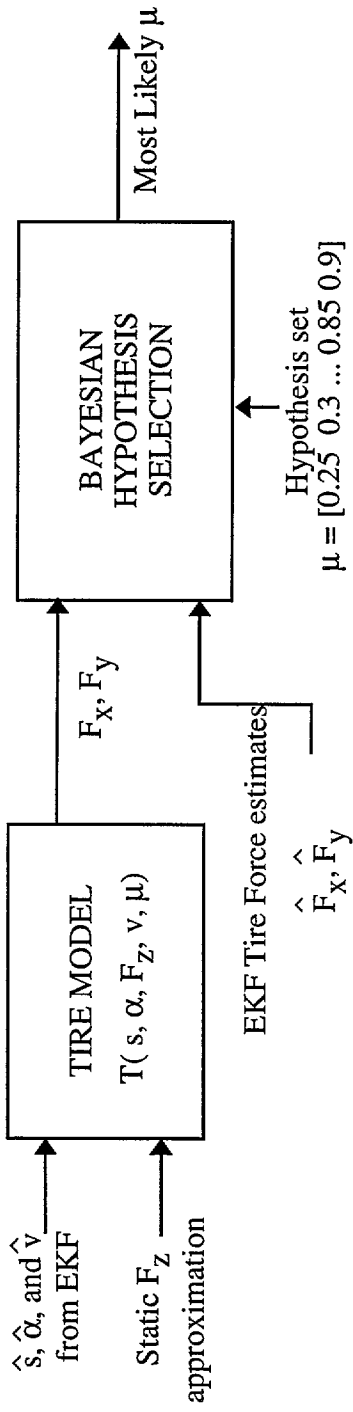 ŝ, α̂, and v̂
from EKF
Static F_z
approximation
TIRE MODEL
T( s, α, F_z, v, μ)
F_x, F_y
EKF Tire Force estimates
F̂_x, F̂_y
BAYESIAN
HYPOTHESIS
SELECTION
Hypothesis set
μ = [0.25 0.3 ... 0.85 0.9]
Most Likely μ